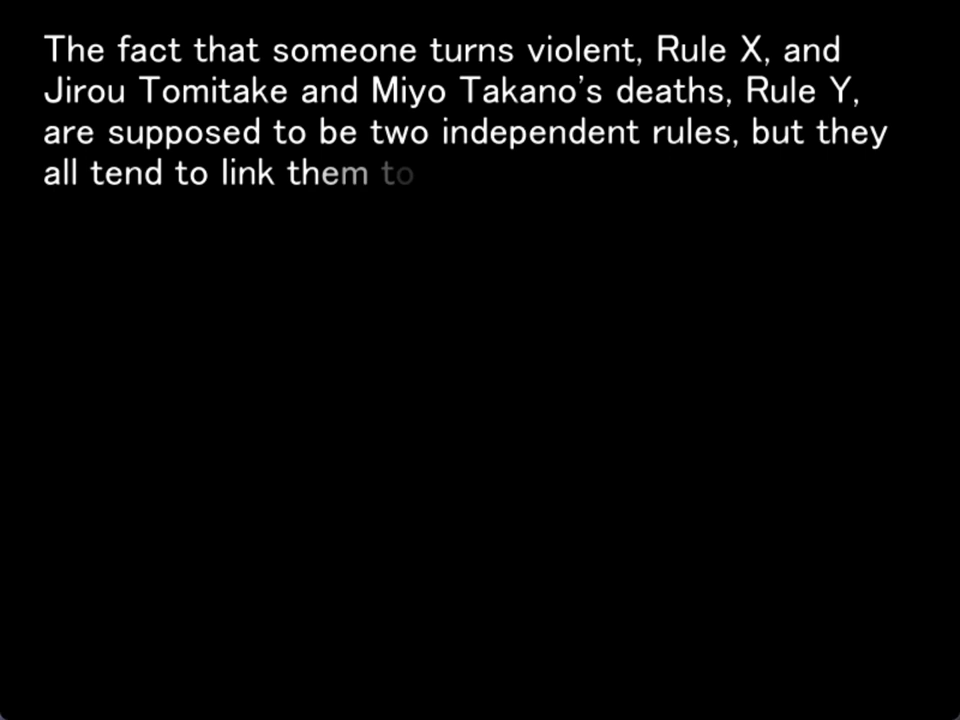 The fact that someone turns violent, Rule X, and
Jirou Tomitake and Miyo Takano’s deaths, Rule Y,
are supposed to be two independent rules, but they
all tend to link them to